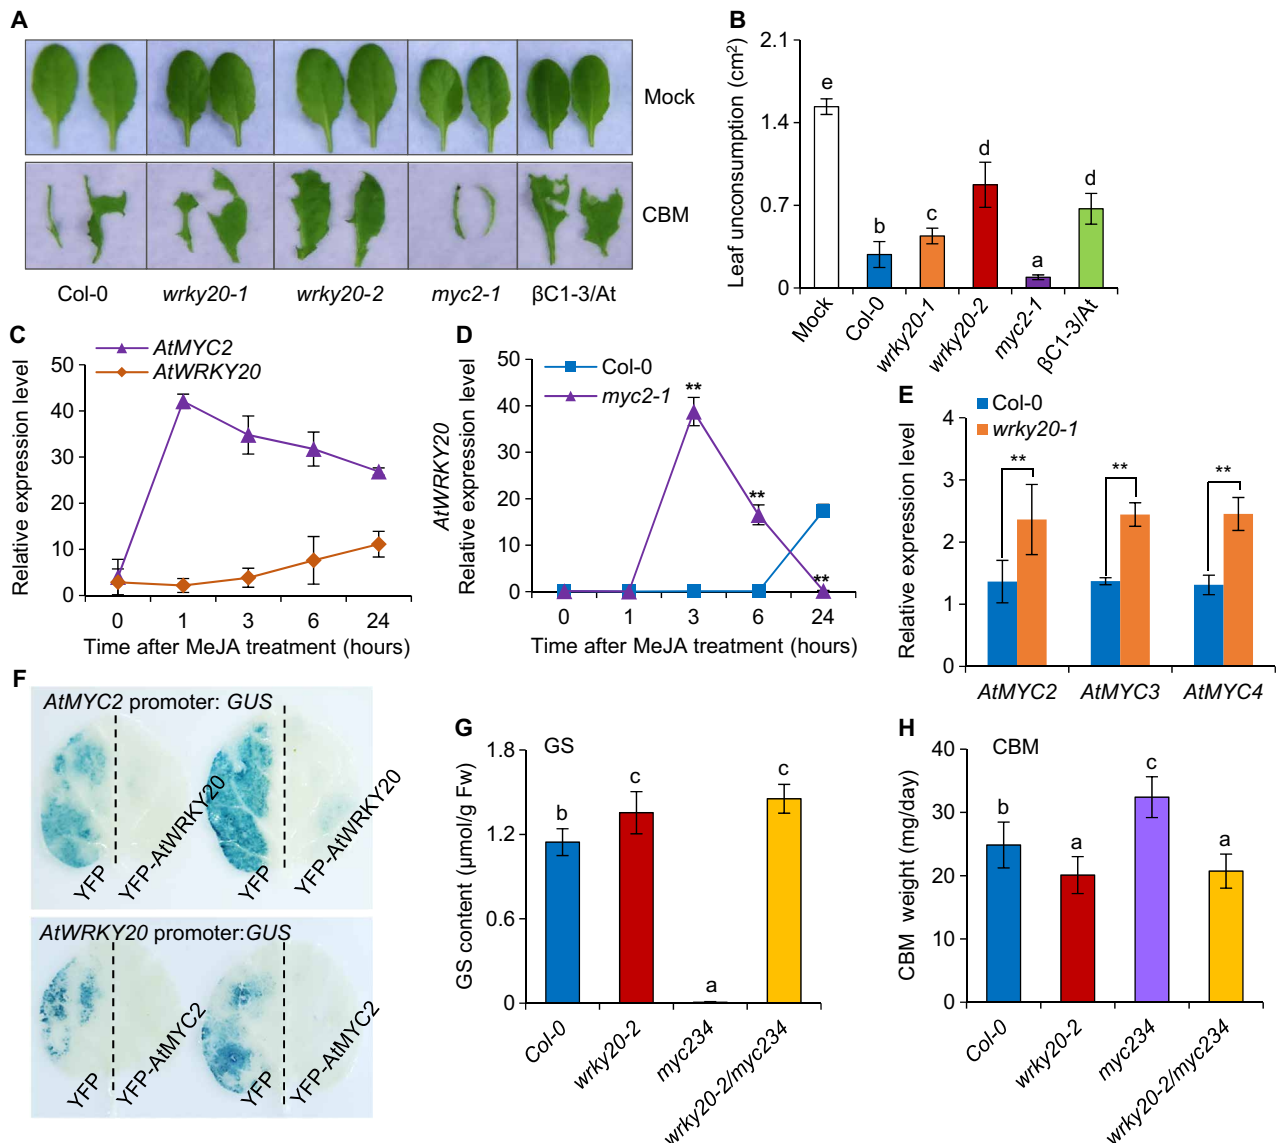 A
Mock
CBM
Col-0 wrky20-1 wrky20-2 myc2-1 βC1-3/At
B
Leaf unconsumption (cm²)
2.1
1.4
0.7
0
e
b
c
d
a
d
Mock Col-0 wrky20-1 wrky20-2 myc2-1 βC1-3/At
C
AtMYC2
AtWRKY20
Relative expression level
50
40
30
20
10
0
0 1 3 6 24
Time after MeJA treatment (hours)
D
Col-0
myc2-1
AtWRKY20
Relative expression level
50
40
30
20
10
0
**
**
**
0 1 3 6 24
Time after MeJA treatment (hours)
E
Col-0
wrky20-1
Relative expression level
4
3
2
1
0
** ** **
AtMYC2 AtMYC3 AtMYC4
F
AtMYC2 promoter: GUS
YFP YFP-AtWRKY20 YFP YFP-AtWRKY20
AtWRKY20 promoter:GUS
YFP YFP-AtMYC2 YFP YFP-AtMYC2
G
GS
GS content (μmol/g Fw)
1.8
1.2
0.6
0
b c a c
Col-0 wrky20-2 myc234 wrky20-2/myc234
H
CBM
CBM weight (mg/day)
40
30
20
10
0
b a c a
Col-0 wrky20-2 myc234 wrky20-2/myc234